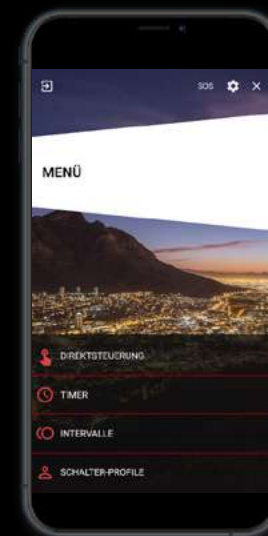 SOS
MENÜ
DIREKTSTEUERUNG
TIMER
INTERVALLE
SCHALTER-PROFILE